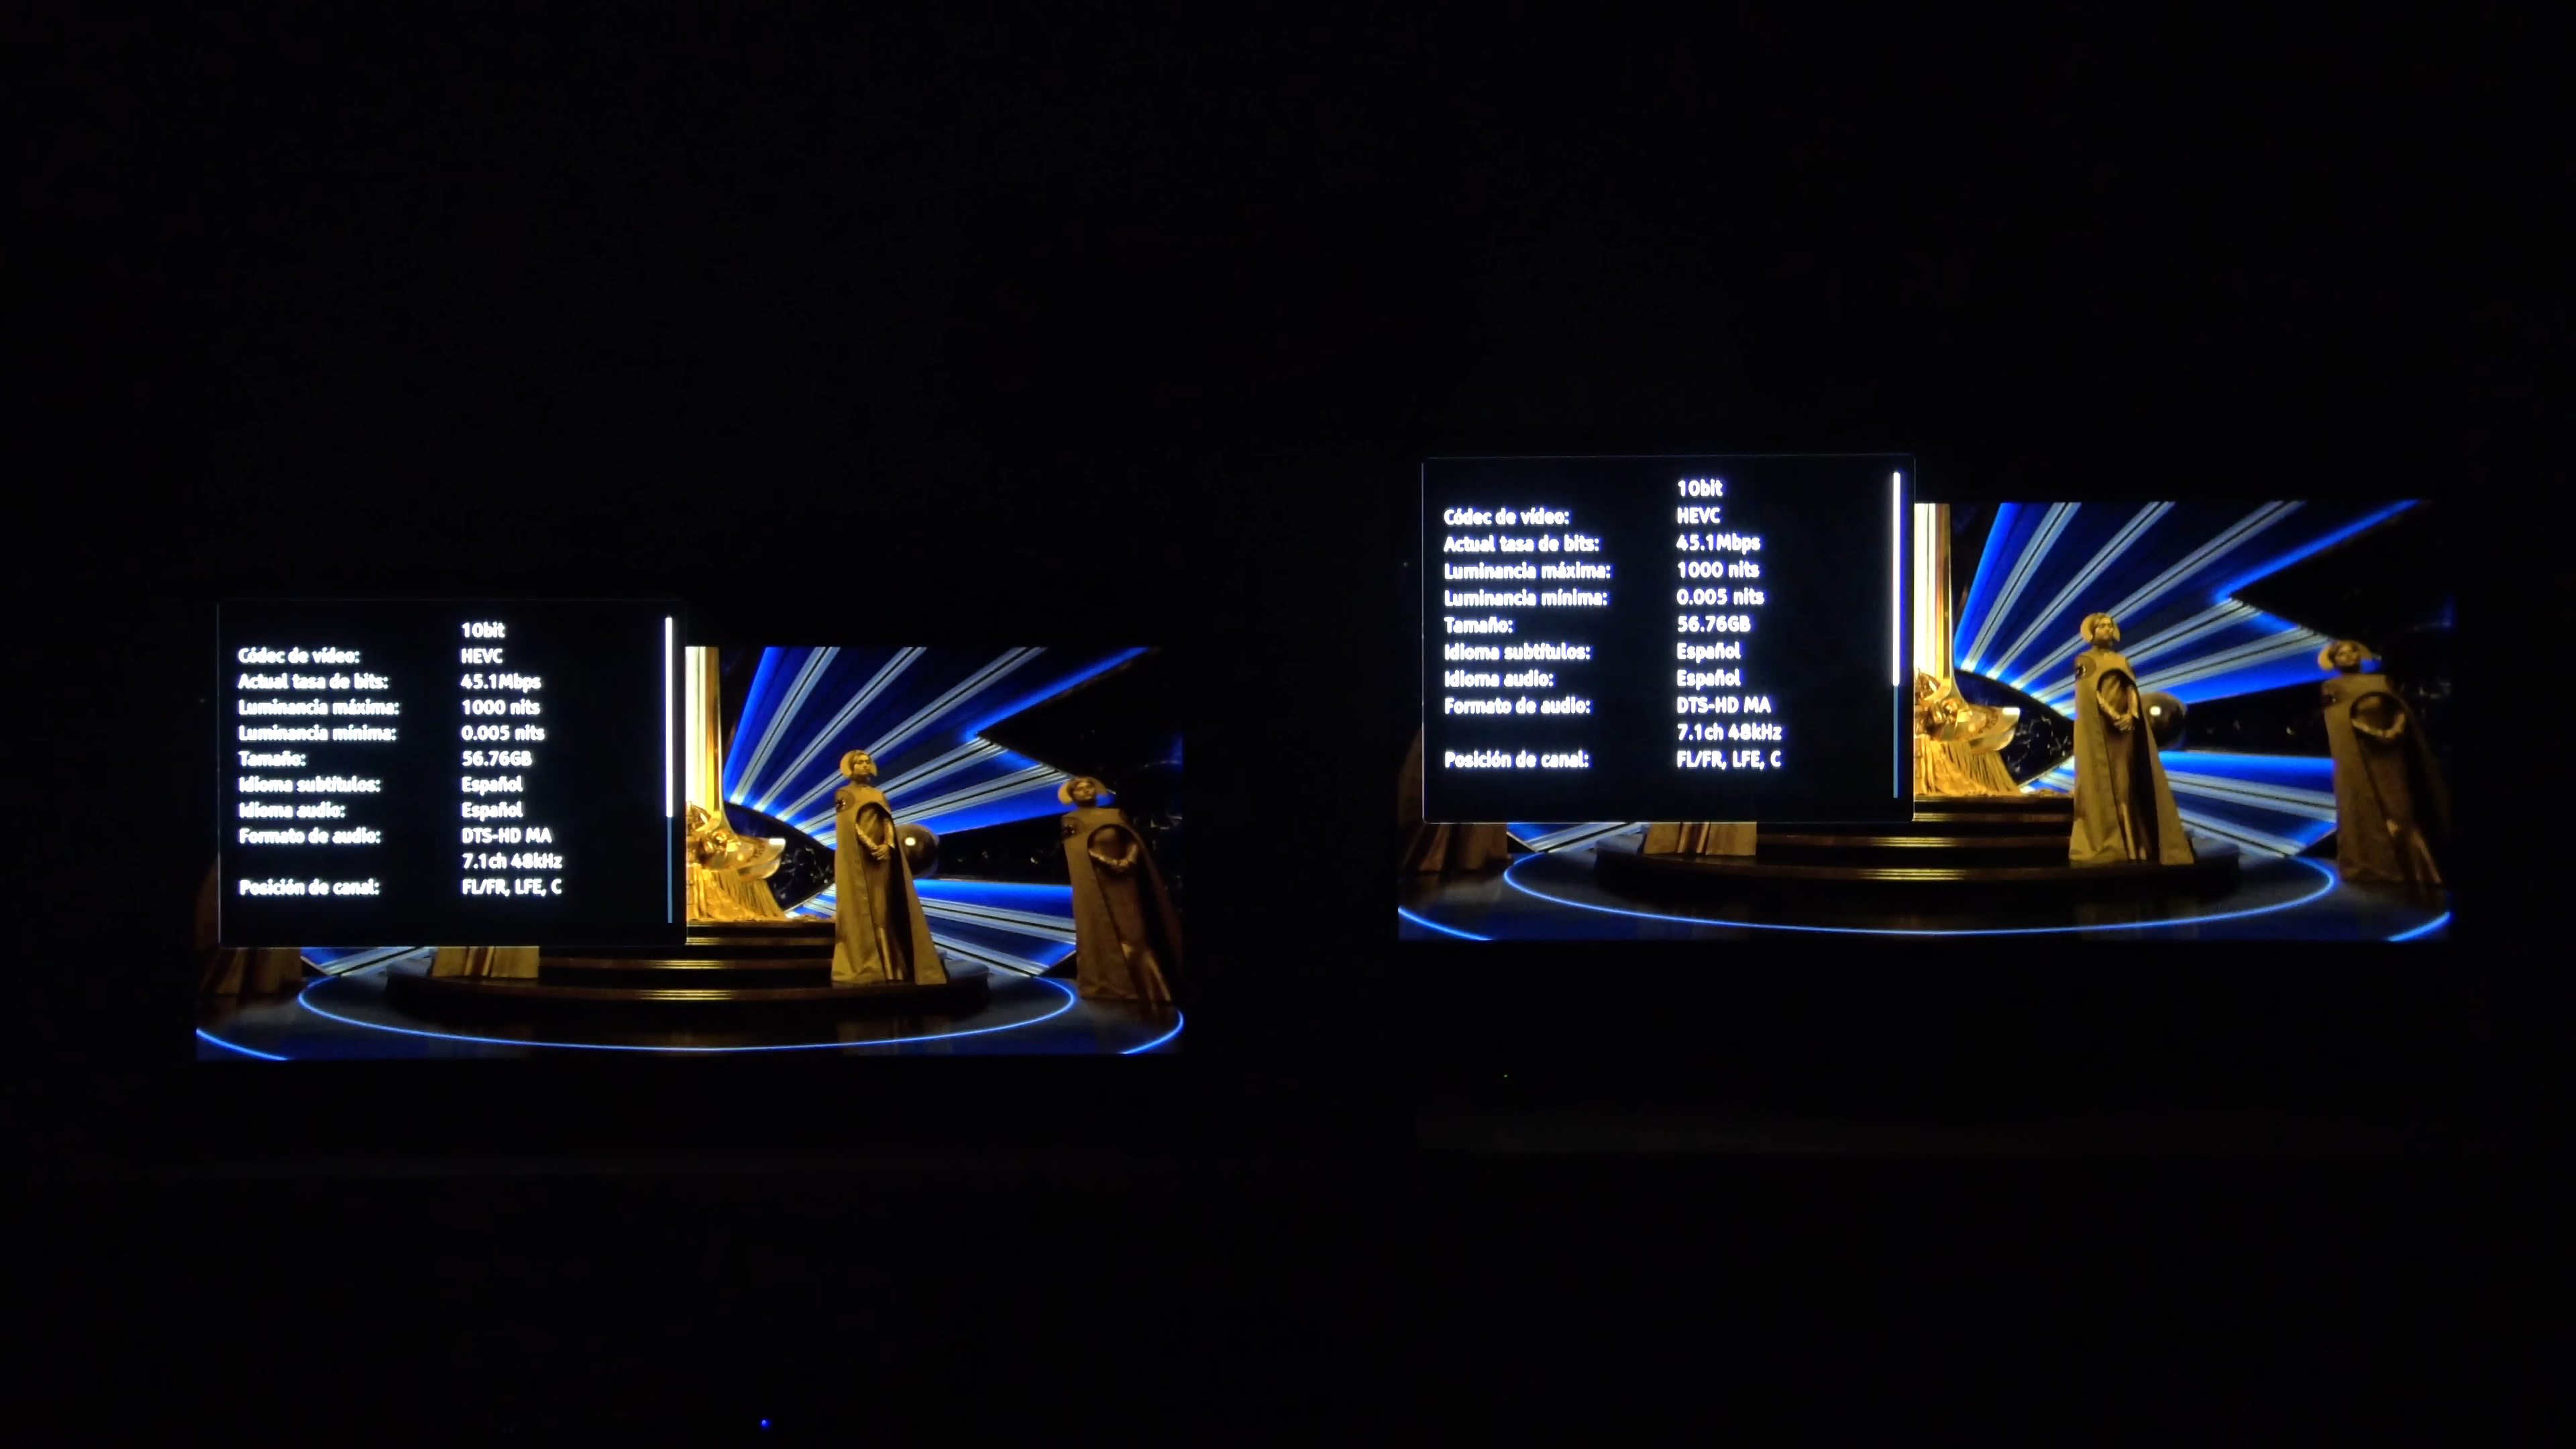 10bit
Códec de vídeo: HEVC
Actual tasa de bits: 45.1Mbps
Luminancia máxima: 1000 nits
Luminancia mínima: 0.005 nits
Tamaño: 56.76GB
Idioma subtítulos: Español
Idioma audio: Español
Formato de audio: DTS-HD MA
7.1ch 48kHz
Posición de canal: FL/FR, LFE, C
10bit
Códec de vídeo: HEVC
Actual tasa de bits: 45.1Mbps
Luminancia máxima: 1000 nits
Luminancia mínima: 0.005 nits
Tamaño: 56.76GB
Idioma subtítulos: Español
Idioma audio: Español
Formato de audio: DTS-HD MA
7.1ch 48kHz
Posición de canal: FL/FR, LFE, C